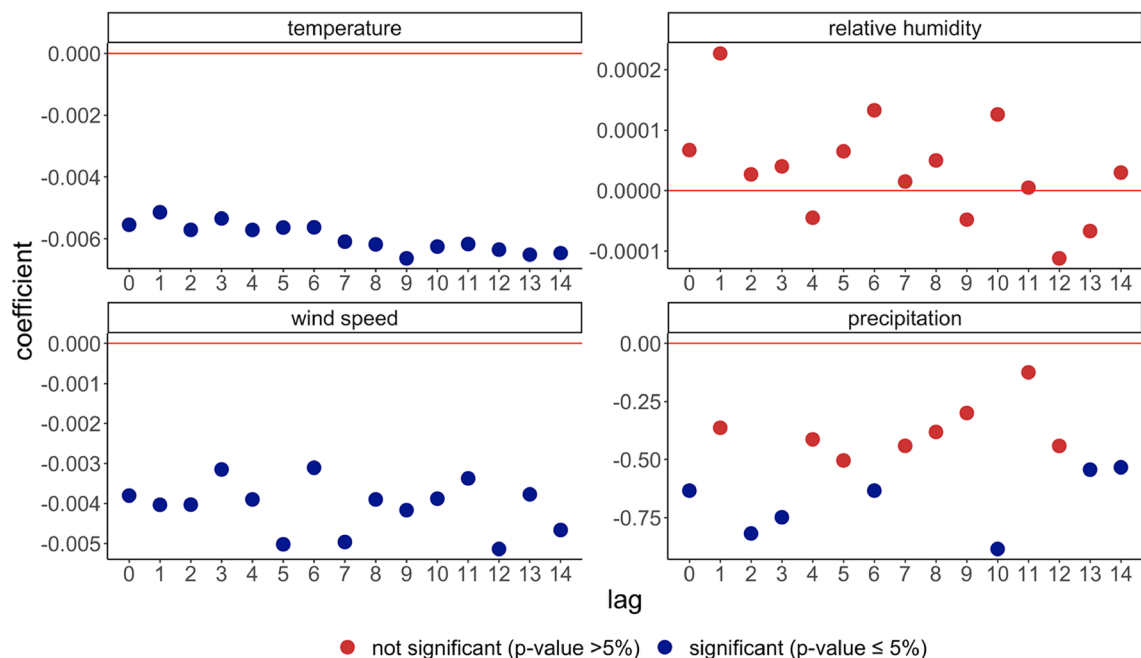 temperature
0.000
-0.002
-0.004
-0.006
0 1 2 3 4 5 6 7 8 9 10 11 12 13 14
relative humidity
0.0002
0.0001
0.0000
-0.0001
0 1 2 3 4 5 6 7 8 9 10 11 12 13 14
coefficient
wind speed
0.000
-0.001
-0.002
-0.003
-0.004
-0.005
0 1 2 3 4 5 6 7 8 9 10 11 12 13 14
precipitation
0.00
-0.25
-0.50
-0.75
0 1 2 3 4 5 6 7 8 9 10 11 12 13 14
lag
not significant (p-value >5%) significant (p-value ≤ 5%)